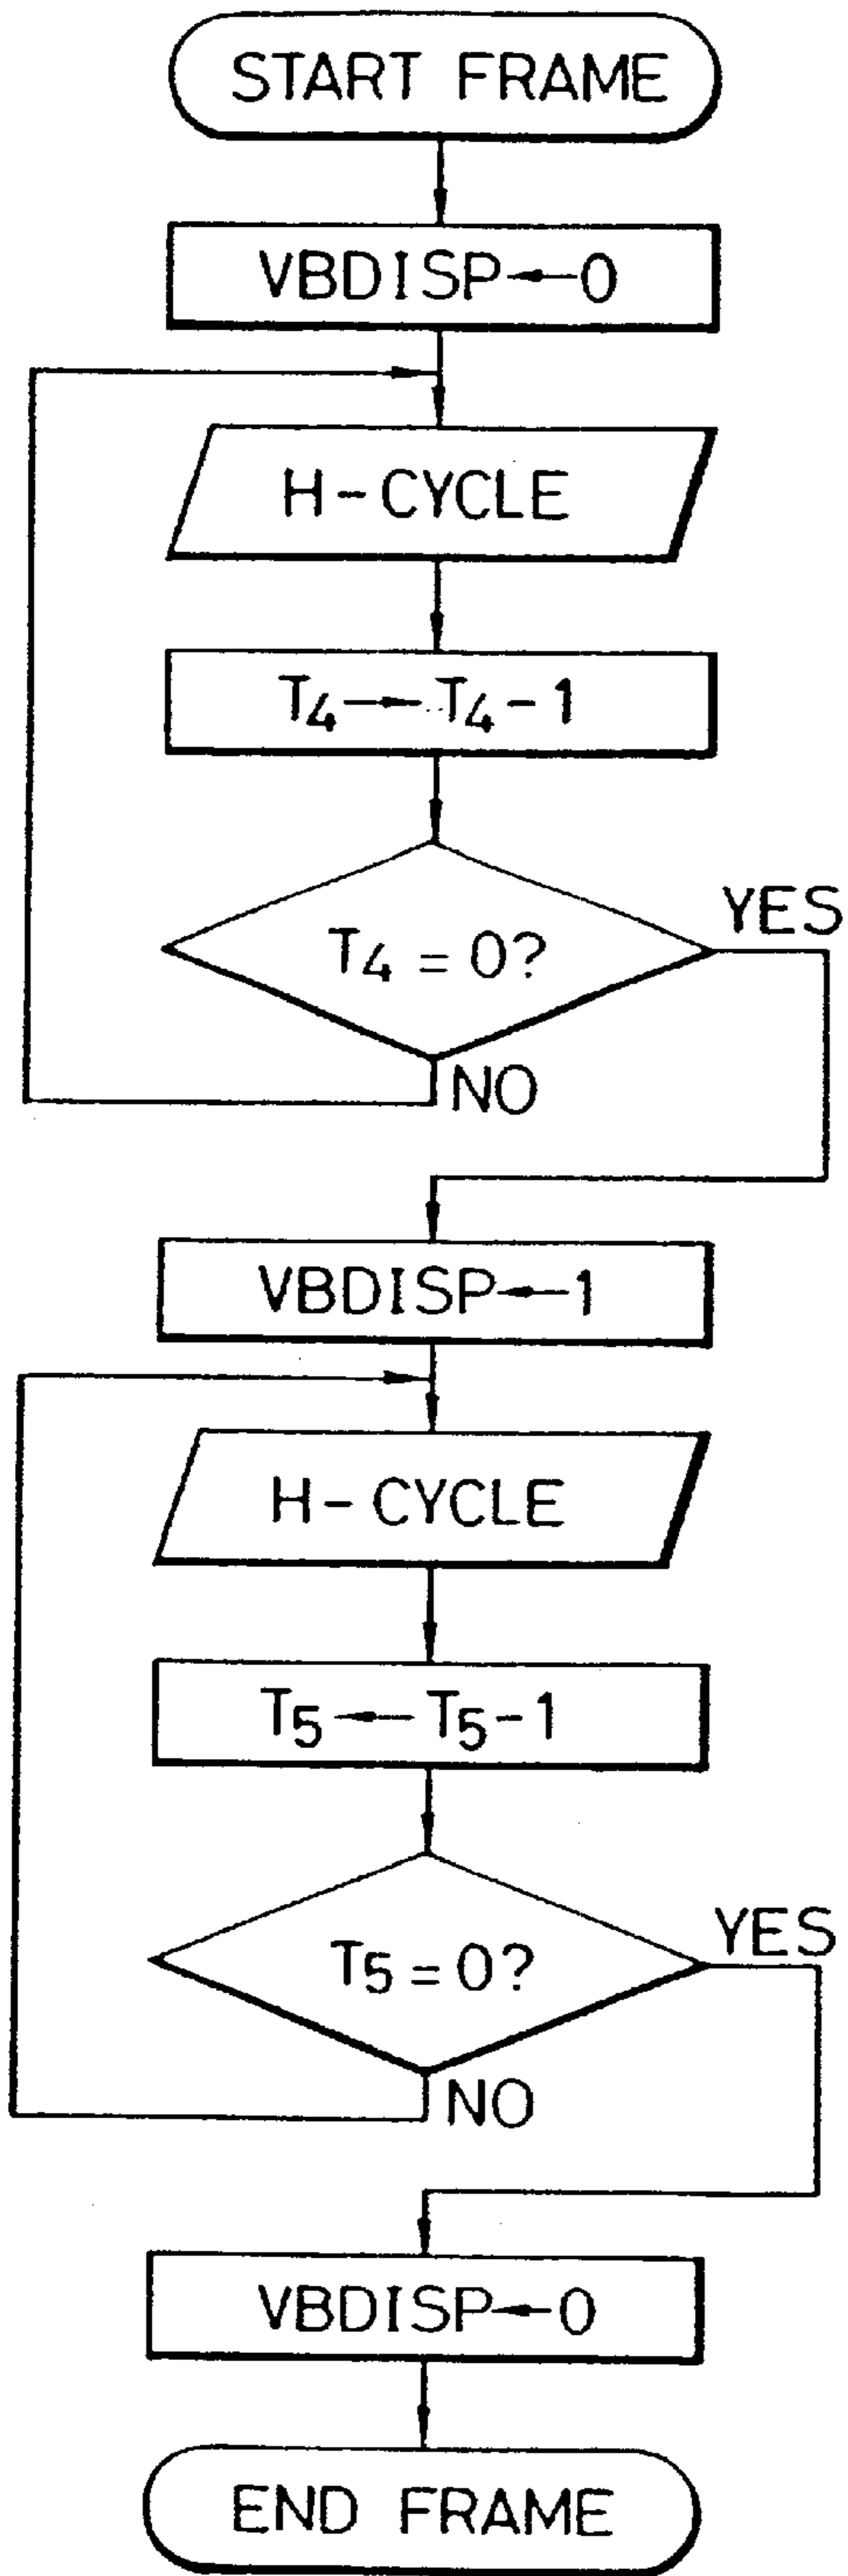 START FRAME
VBDISP←0
H-CYCLE
T₄→T₄-1
T₄=0?
YES
NO
VBDISP←1
H-CYCLE
T₅←T₅-1
T₅=0?
YES
NO
VBDISP←0
END FRAME